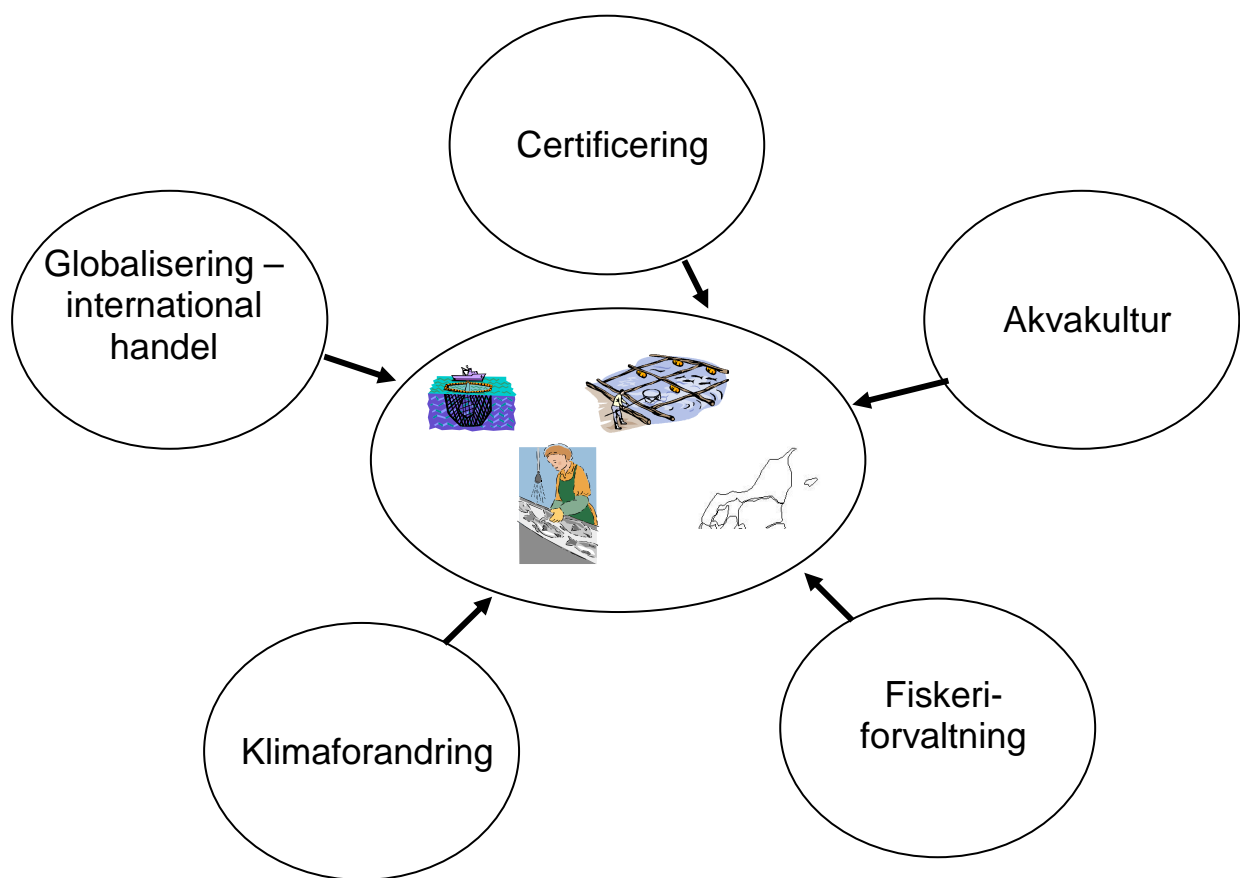 Certificering
Globalisering –
international
handel
Akvakultur
Klimaforandring
Fiskeri-
forvaltning